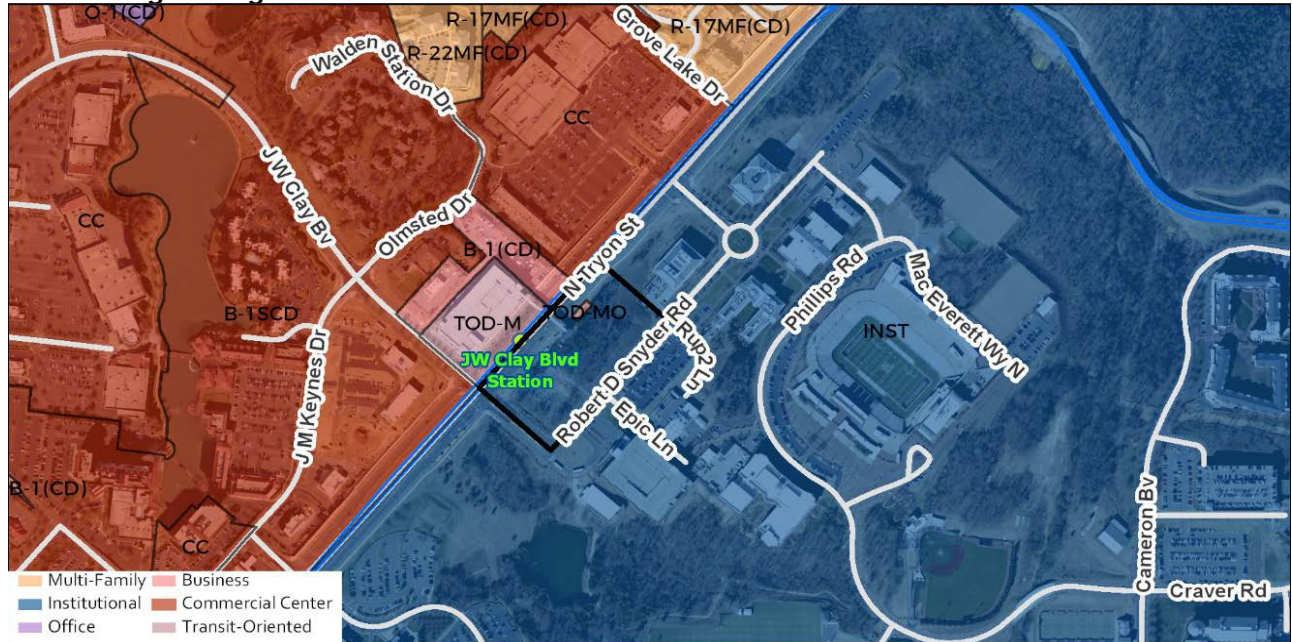 O-1(CD)
R-17MF(CD)
R-17MF(CD)
R-22MF(CD)
Grove Lake Dr
Walden Station Dr
CC
J W Clay Bv
Olmsted Dr
CC
B-1(CD)
N Tryon St
B-1SCD
TOD-M
TOD-MO
JW Clay Blvd
Station
J M Keynes Dr
Robert D Snyder Rd
Rup2 Ln
Epic Ln
Phillips Rd
Mac Everett Wy N
INST
B-1(CD)
CC
Cameron Bv
Craver Rd
Multi-Family
Business
Institutional
Commercial Center
Office
Transit-Oriented